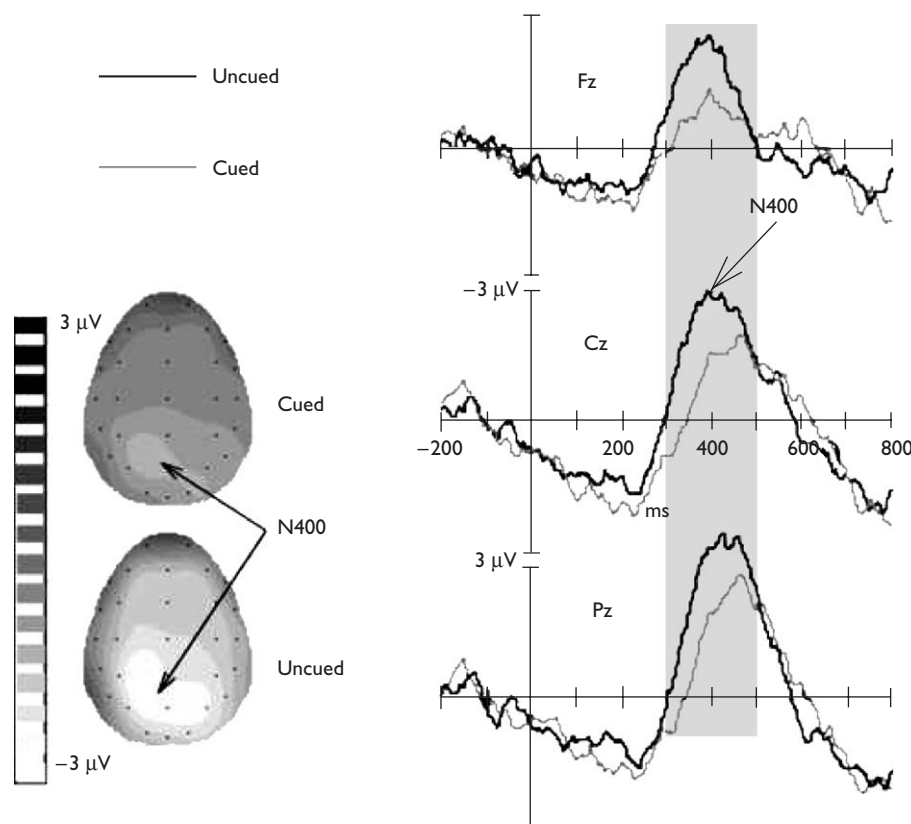 Uncued
Cued
Fz
N400
−3 μV
3 μV
Cz
Cued
−200 200 400 600 800
ms
N400
3 μV
Pz
Uncued
−3 μV